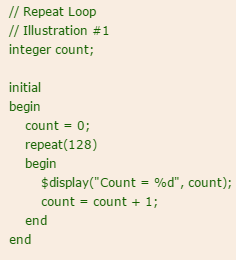 // Repeat Loop
// Illustration #1
integer count;

initial
begin
    count = 0;
    repeat(128)
    begin
        $display("Count = %d", count);
        count = count + 1;
    end
end